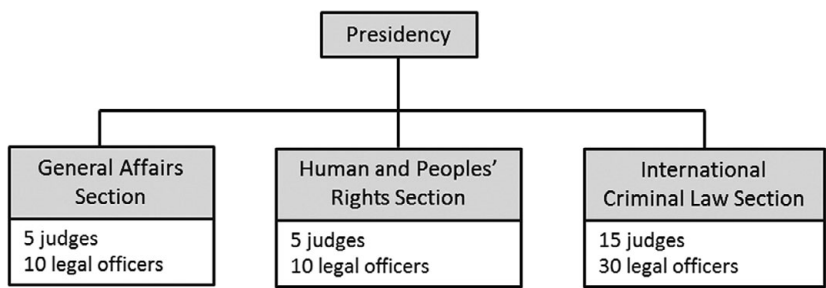 Presidency
General Affairs
Section
5 judges
10 legal officers
Human and Peoples’
Rights Section
5 judges
10 legal officers
International
Criminal Law Section
15 judges
30 legal officers